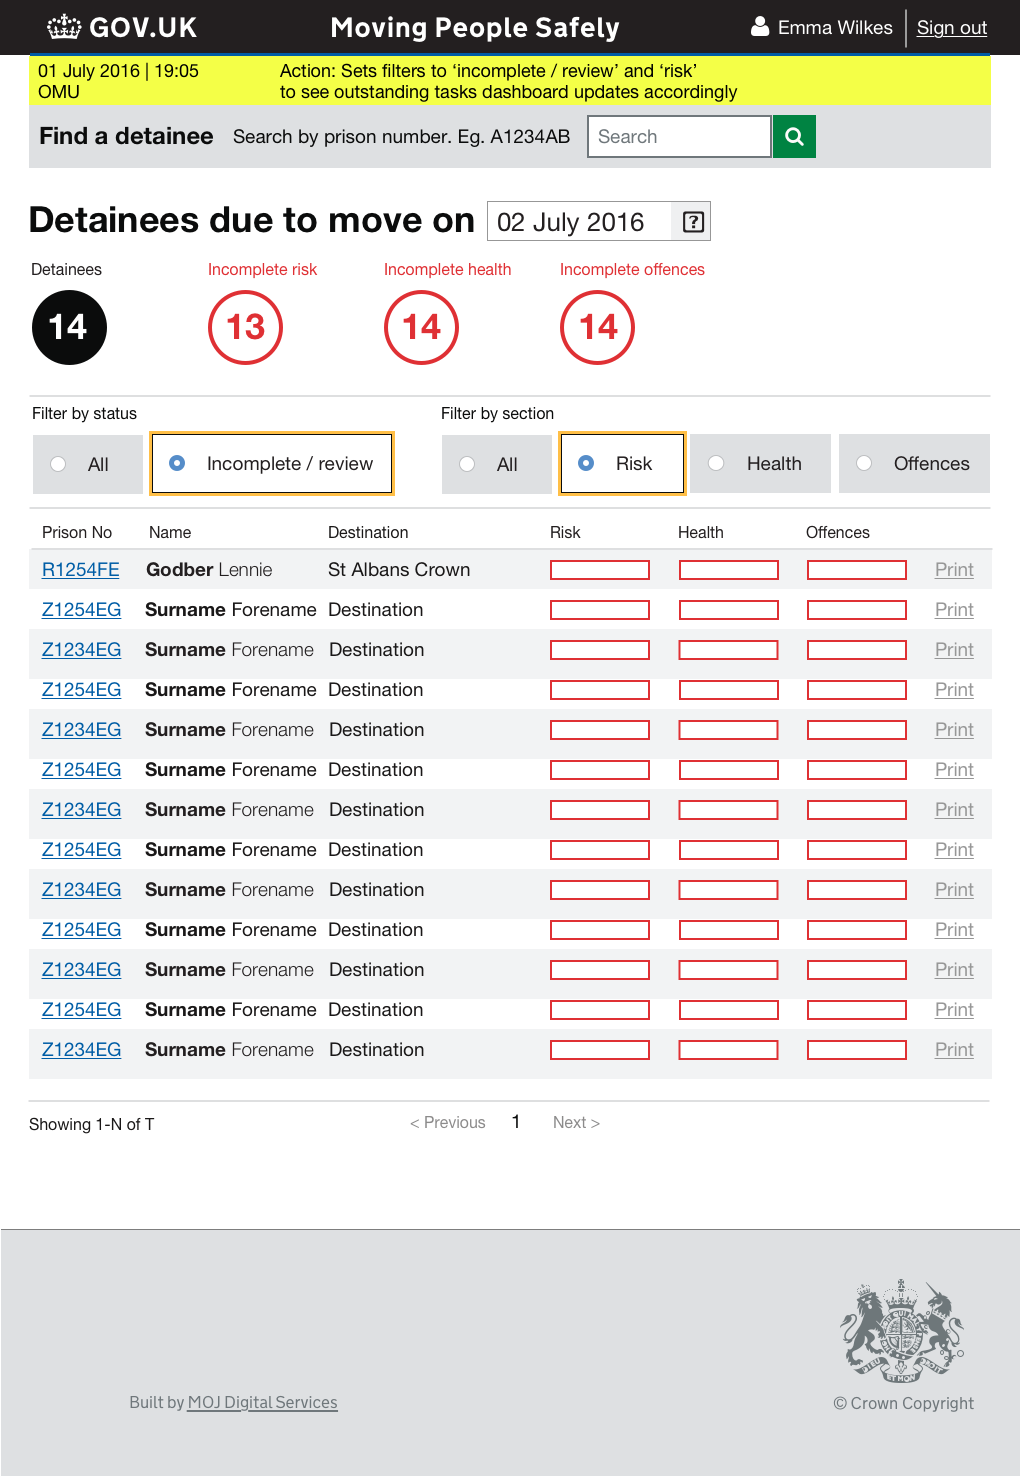 GOV.UK Moving People Safely Emma Wilkes Sign out
01 July 2016 | 19:05 Action: Sets filters to ‘incomplete / review’ and ‘risk’
OMU to see outstanding tasks dashboard updates accordingly
Find a detainee Search by prison number. Eg. A1234AB Search
Detainees due to move on 02 July 2016 ?
Detainees Incomplete risk Incomplete health Incomplete offences
14 13 14 14
Filter by status Filter by section
All Incomplete / review All Risk Health Offences
Prison No Name Destination Risk Health Offences
R1254FE Godber Lennie St Albans Crown Print
Z1254EG Surname Forename Destination Print
Z1234EG Surname Forename Destination Print
Z1254EG Surname Forename Destination Print
Z1234EG Surname Forename Destination Print
Z1254EG Surname Forename Destination Print
Z1234EG Surname Forename Destination Print
Z1254EG Surname Forename Destination Print
Z1234EG Surname Forename Destination Print
Z1254EG Surname Forename Destination Print
Z1234EG Surname Forename Destination Print
Z1254EG Surname Forename Destination Print
Z1234EG Surname Forename Destination Print
Showing 1-N of T < Previous 1 Next >
Built by MOJ Digital Services © Crown Copyright